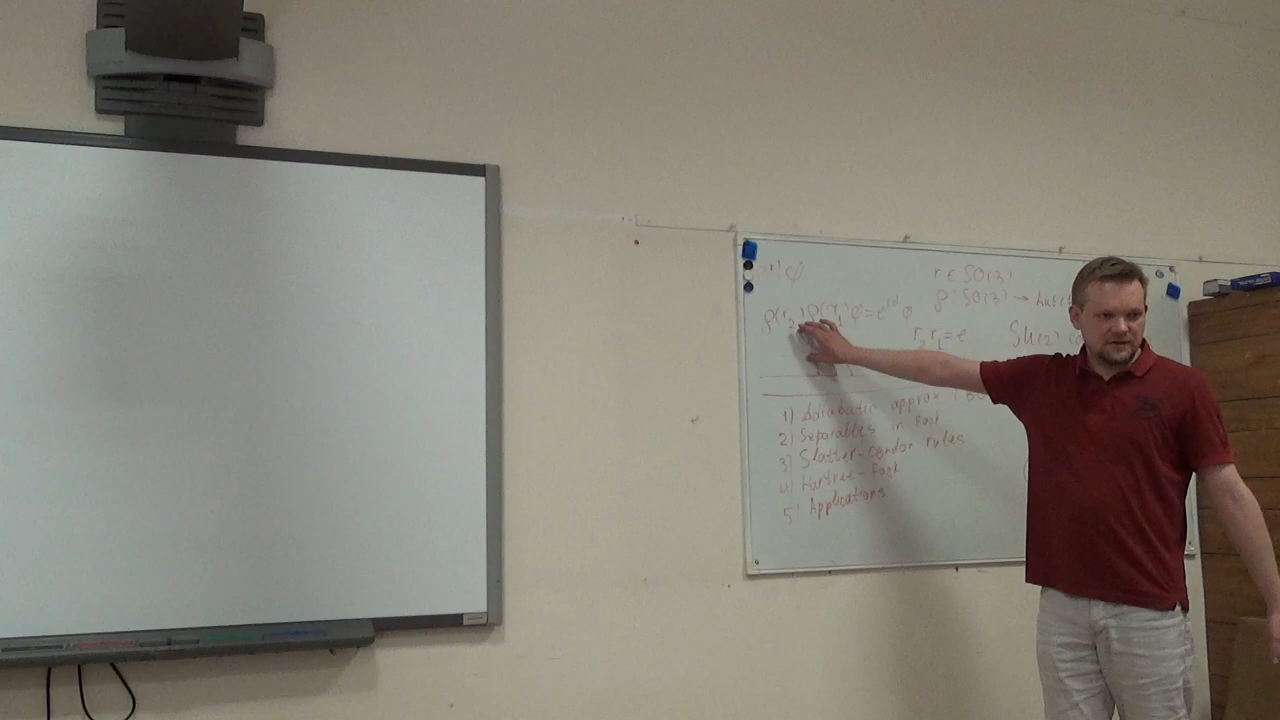 r ∈ SO(3)
ρ: SO(3) → Aut(
ρ(r₂)ρ(r₁)φ = e^{iα} φ
r₂r₁ = e
SU(2)
1) Adiabatic approx (BO
2) Separables in Fock
3) Slatter-Condon rules
4) Hartree-Fock
5) Applications